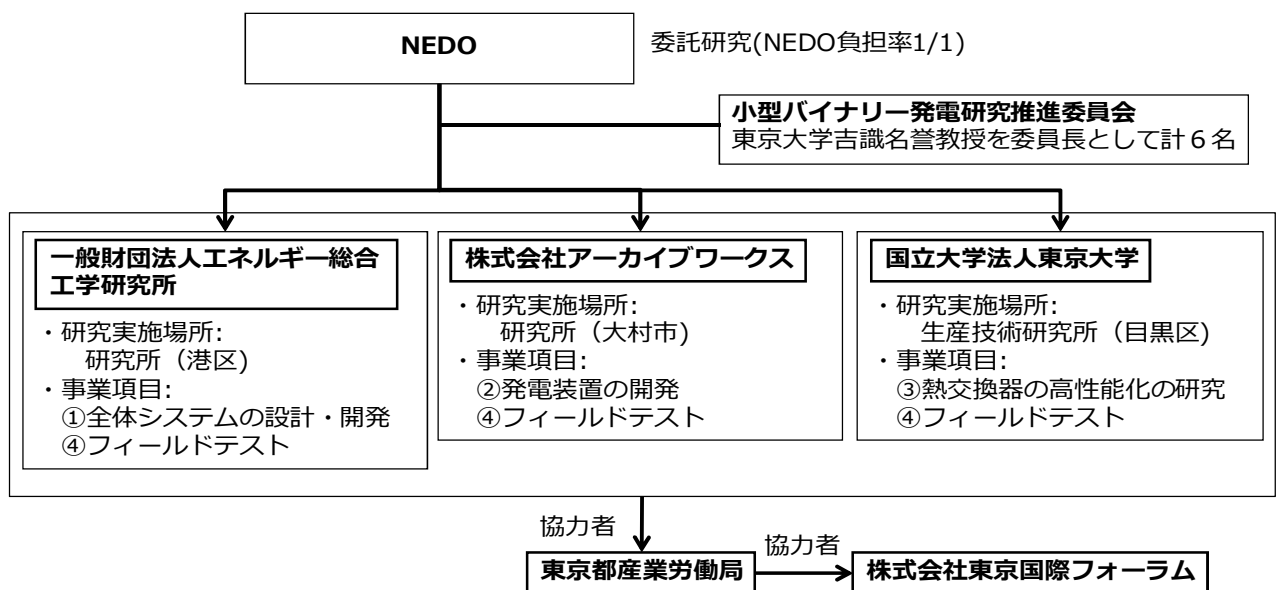 NEDO
委託研究(NEDO負担率1/1)
小型バイナリー発電研究推進委員会
東京大学吉識名誉教授を委員長として計６名
一般財団法人エネルギー総合
工学研究所
・研究実施場所:
研究所（港区）
・事業項目:
①全体システムの設計・開発
④フィールドテスト
株式会社アーカイブワークス
・研究実施場所:
研究所（大村市）
・事業項目:
②発電装置の開発
④フィールドテスト
国立大学法人東京大学
・研究実施場所:
生産技術研究所（目黒区）
・事業項目:
③熱交換器の高性能化の研究
④フィールドテスト
協力者
東京都産業労働局
協力者
株式会社東京国際フォーラム